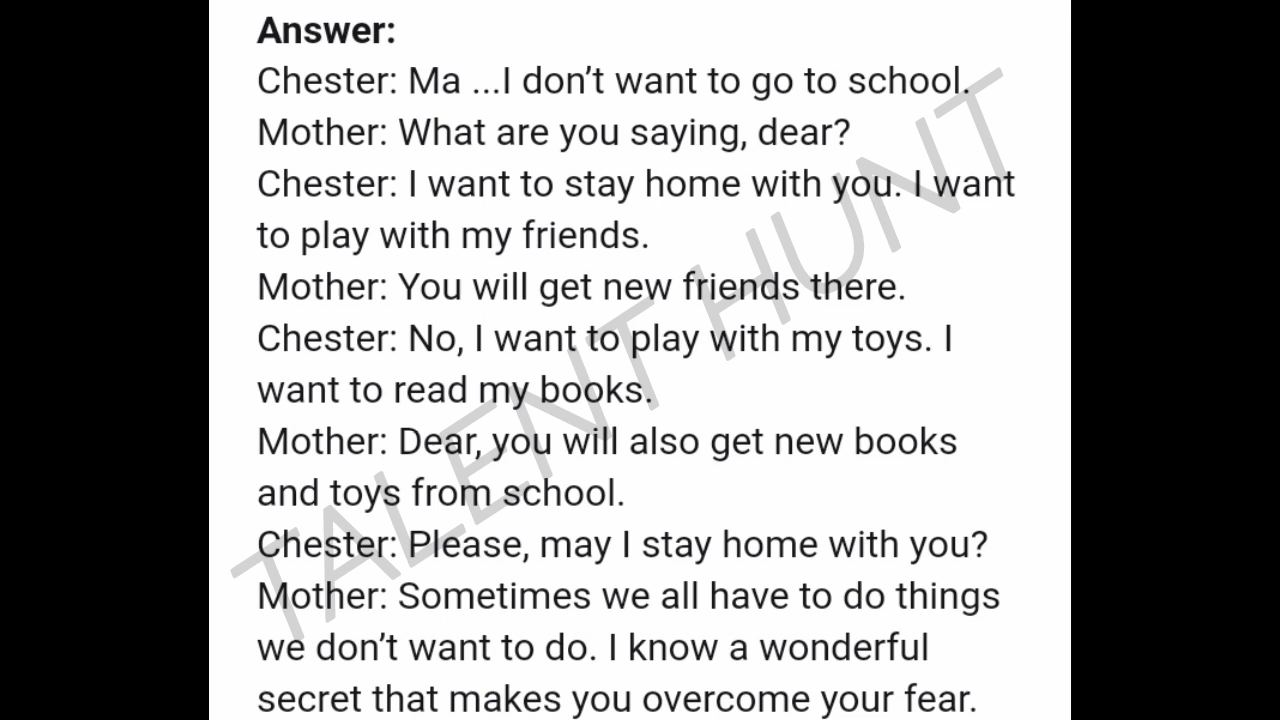 Answer:
Chester: Ma ...I don’t want to go to school.
Mother: What are you saying, dear?
Chester: I want to stay home with you. I want
to play with my friends.
Mother: You will get new friends there.
Chester: No, I want to play with my toys. I
want to read my books.
Mother: Dear, you will also get new books
and toys from school.
Chester: Please, may I stay home with you?
Mother: Sometimes we all have to do things
we don’t want to do. I know a wonderful
secret that makes you overcome your fear.
TALENT HUNT